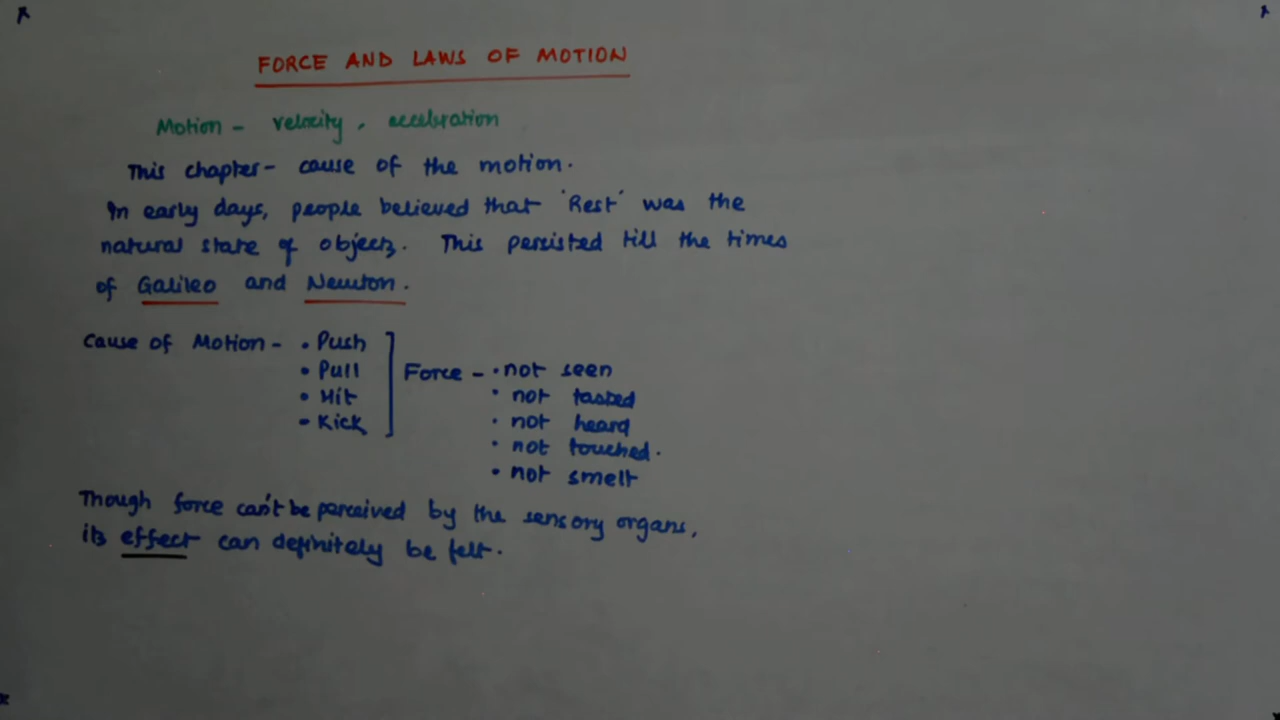 FORCE AND LAWS OF MOTION
Motion - velocity, acceleration
This chapter - cause of the motion.
In early days, people believed that 'Rest' was the
natural state of objects. This persisted till the times
of Galileo and Newton.
Cause of Motion - • Push
• Pull
• Hit
• Kick
Force - • not seen
• not tasted
• not heard
• not touched.
• not smelt
Though force can't be perceived by the sensory organs,
its effect can definitely be felt.